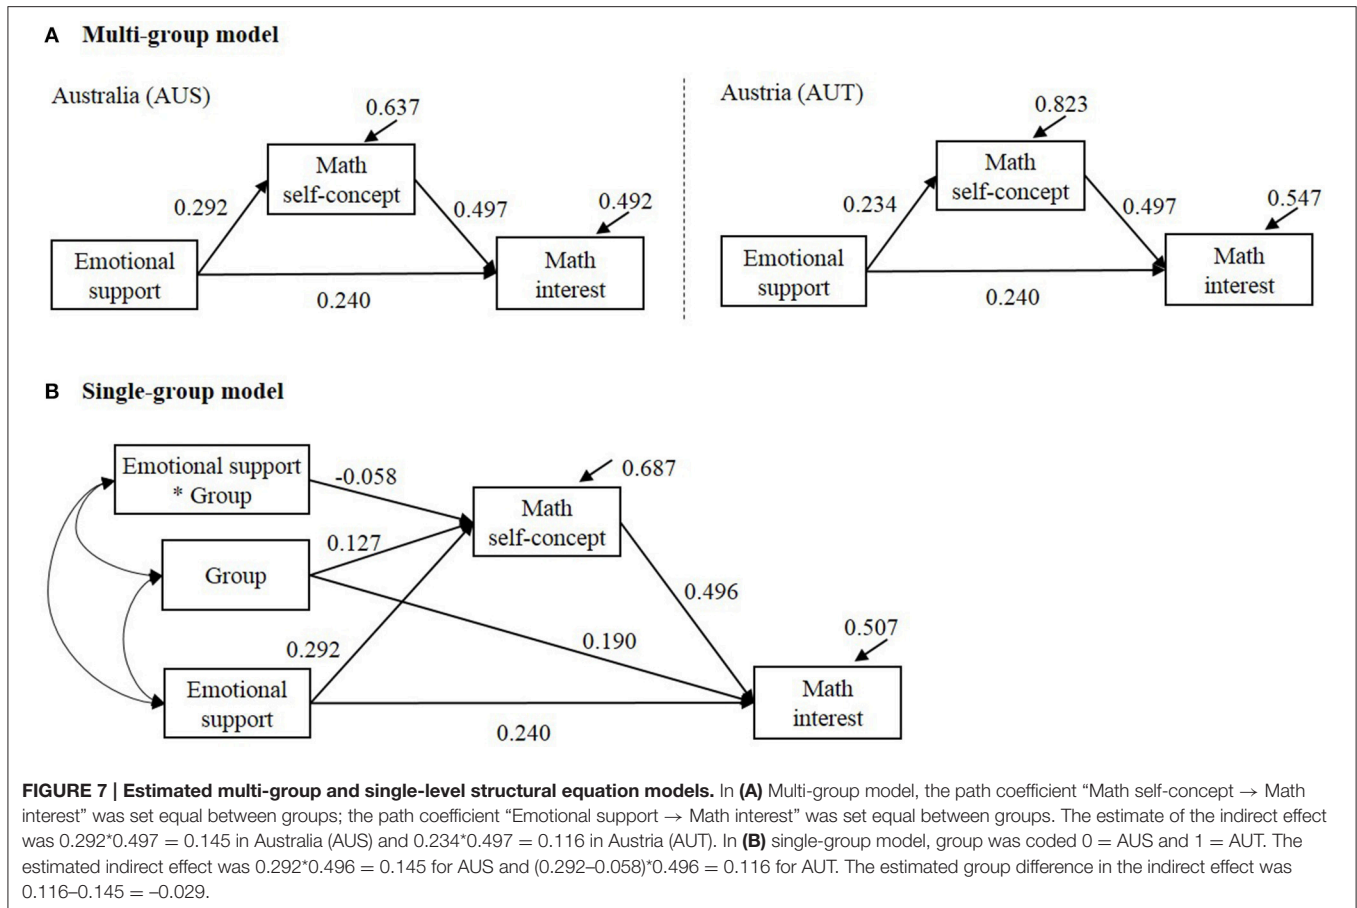 A Multi-group model
Australia (AUS)
0.637
Math
self-concept
0.292
0.497
0.492
Emotional
support
Math
interest
0.240
Austria (AUT)
0.823
Math
self-concept
0.234
0.497
0.547
Emotional
support
Math
interest
0.240
B Single-group model
Emotional support
* Group
-0.058
0.687
Math
self-concept
0.127
Group
0.496
0.292
0.190
0.507
Emotional
support
Math
interest
0.240
FIGURE 7 | Estimated multi-group and single-level structural equation models. In (A) Multi-group model, the path coefficient “Math self-concept → Math
interest” was set equal between groups; the path coefficient “Emotional support → Math interest” was set equal between groups. The estimate of the indirect effect
was 0.292*0.497 = 0.145 in Australia (AUS) and 0.234*0.497 = 0.116 in Austria (AUT). In (B) single-group model, group was coded 0 = AUS and 1 = AUT. The
estimated indirect effect was 0.292*0.496 = 0.145 for AUS and (0.292–0.058)*0.496 = 0.116 for AUT. The estimated group difference in the indirect effect was
0.116–0.145 = –0.029.